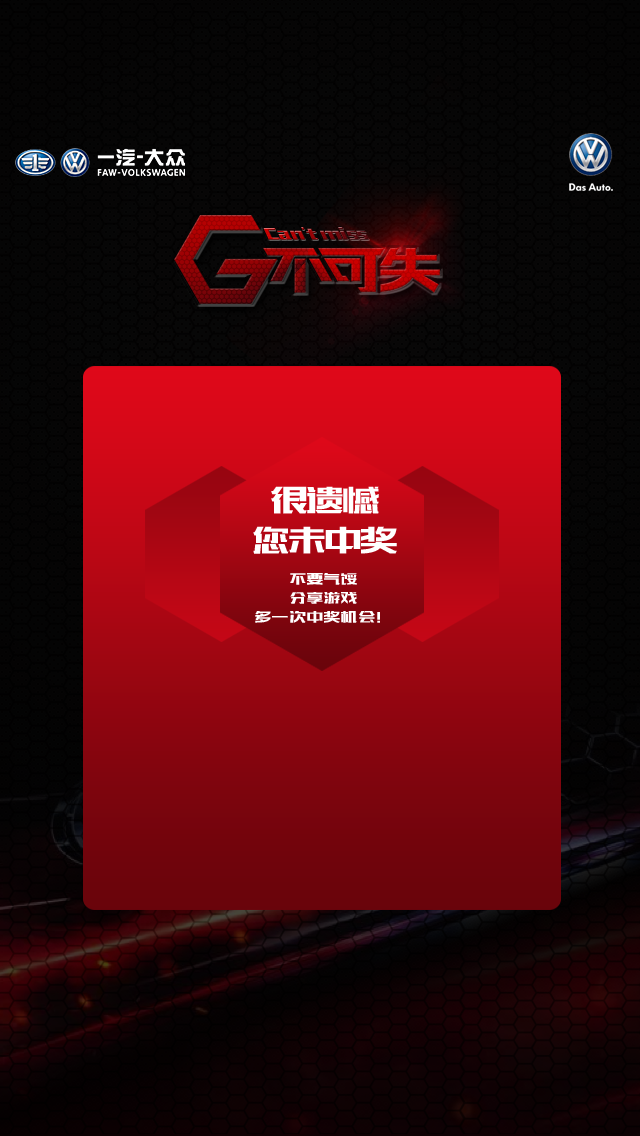 一汽-大众
FAW-VOLKSWAGEN
Das Auto.
Can't miss
G不可失
很遗憾
您未中奖
不要气馁
分享游戏
多一次中奖机会!